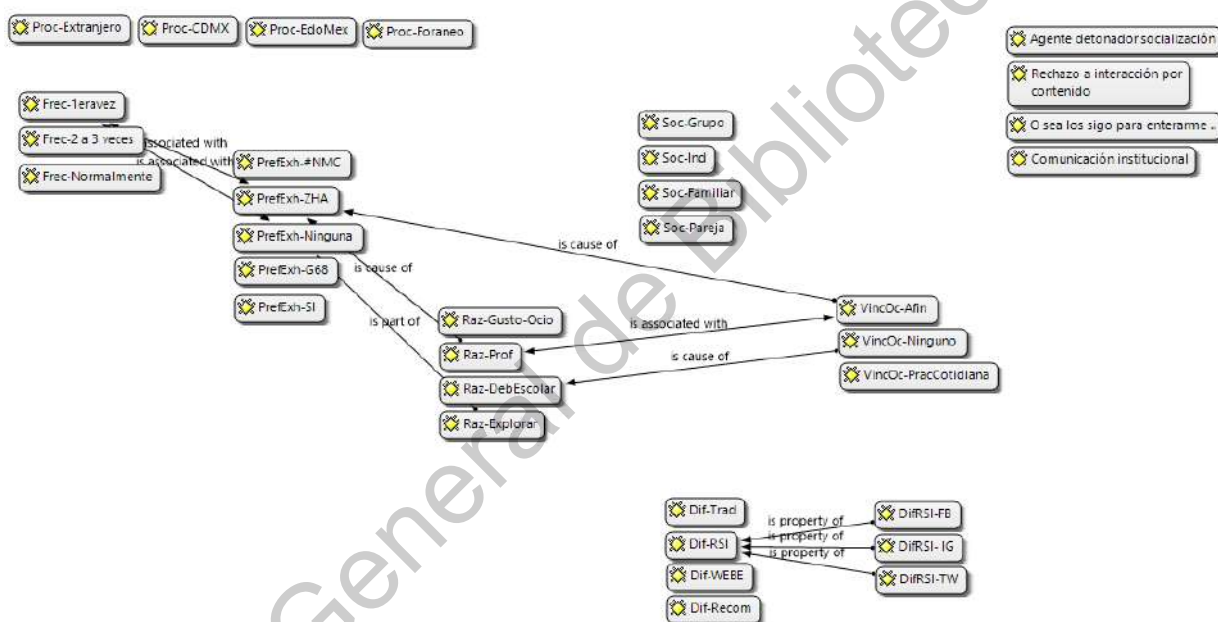 Proc-Extranjero
Proc-CDMX
Proc-EdoMex
Proc-Foraneo
Agente detonador socialización
Rechazo a interacción por
contenido
O sea los sigo para enterarme ..
Comunicación institucional
Frec-1eravez
Frec-2 a 3 veces
Frec-Normalmente
is associated with
is associated with
PrefExh-#NMC
PrefExh-ZHA
PrefExh-Ninguna
PrefExh-G68
PrefExh-SI
Soc-Grupo
Soc-Ind
Soc-Familiar
Soc-Pareja
is cause of
is cause of
is part of
is associated with
is cause of
Raz-Gusto-Ocio
Raz-Prof
Raz-DebEscolar
Raz-Explorar
VincOc-Afin
VincOc-Ninguno
VincOc-PracCotidiana
Dif-Trad
Dif-RSI
Dif-WEBE
Dif-Recom
is property of
is property of
is property of
DifRSI-FB
DifRSI- IG
DifRSI-TW
General de Bibliotec